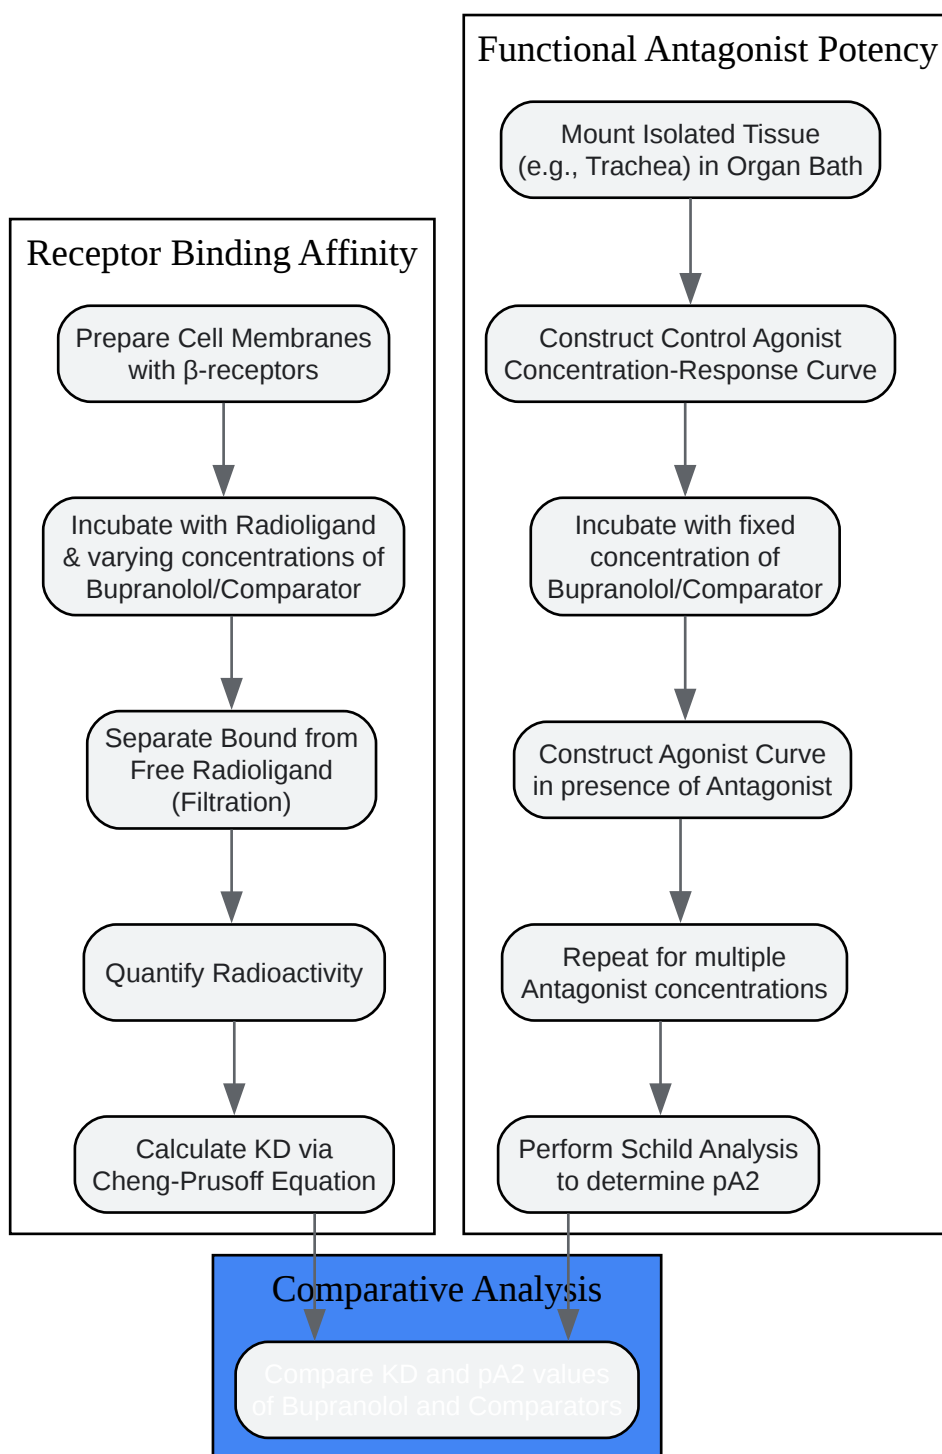 Functional Antagonist Potency
Mount Isolated Tissue
(e.g., Trachea) in Organ Bath
Construct Control Agonist
Concentration-Response Curve
Incubate with fixed
concentration of
Bupranolol/Comparator
Construct Agonist Curve
in presence of Antagonist
Repeat for multiple
Antagonist concentrations
Perform Schild Analysis
to determine pA2
Receptor Binding Affinity
Prepare Cell Membranes
with β-receptors
Incubate with Radioligand
& varying concentrations of
Bupranolol/Comparator
Separate Bound from
Free Radioligand
(Filtration)
Quantify Radioactivity
Calculate KD via
Cheng-Prusoff Equation
Comparative Analysis
Compare KD and pA2 values
of Bupranolol and Comparators